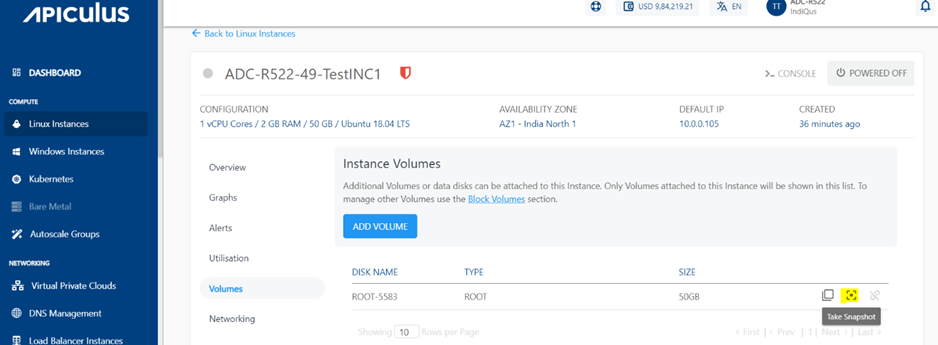 APICULUS
USD 9,84,219.21
EN
TT
ADC-R522
IndiQus
Back to Linux Instances
DASHBOARD
COMPUTE
Linux Instances
Windows Instances
Kubernetes
Bare Metal
Autoscale Groups
NETWORKING
Virtual Private Clouds
DNS Management
Load Balancer Instances
ADC-R522-49-TestINC1
CONSOLE
POWERED OFF
CONFIGURATION
1 vCPU Cores / 2 GB RAM / 50 GB / Ubuntu 18.04 LTS
AVAILABILITY ZONE
AZ1 - India North 1
DEFAULT IP
10.0.0.105
CREATED
36 minutes ago
Overview
Graphs
Alerts
Utilisation
Volumes
Networking
Instance Volumes
Additional Volumes or data disks can be attached to this Instance. Only Volumes attached to this Instance will be shown in this list. To
manage other Volumes use the Block Volumes section.
ADD VOLUME
DISK NAME TYPE SIZE
ROOT-5583 ROOT 50GB
Take Snapshot
Showing 10 Rows per Page
‹ First | ‹ Prev | 1 | Next › | Last ›